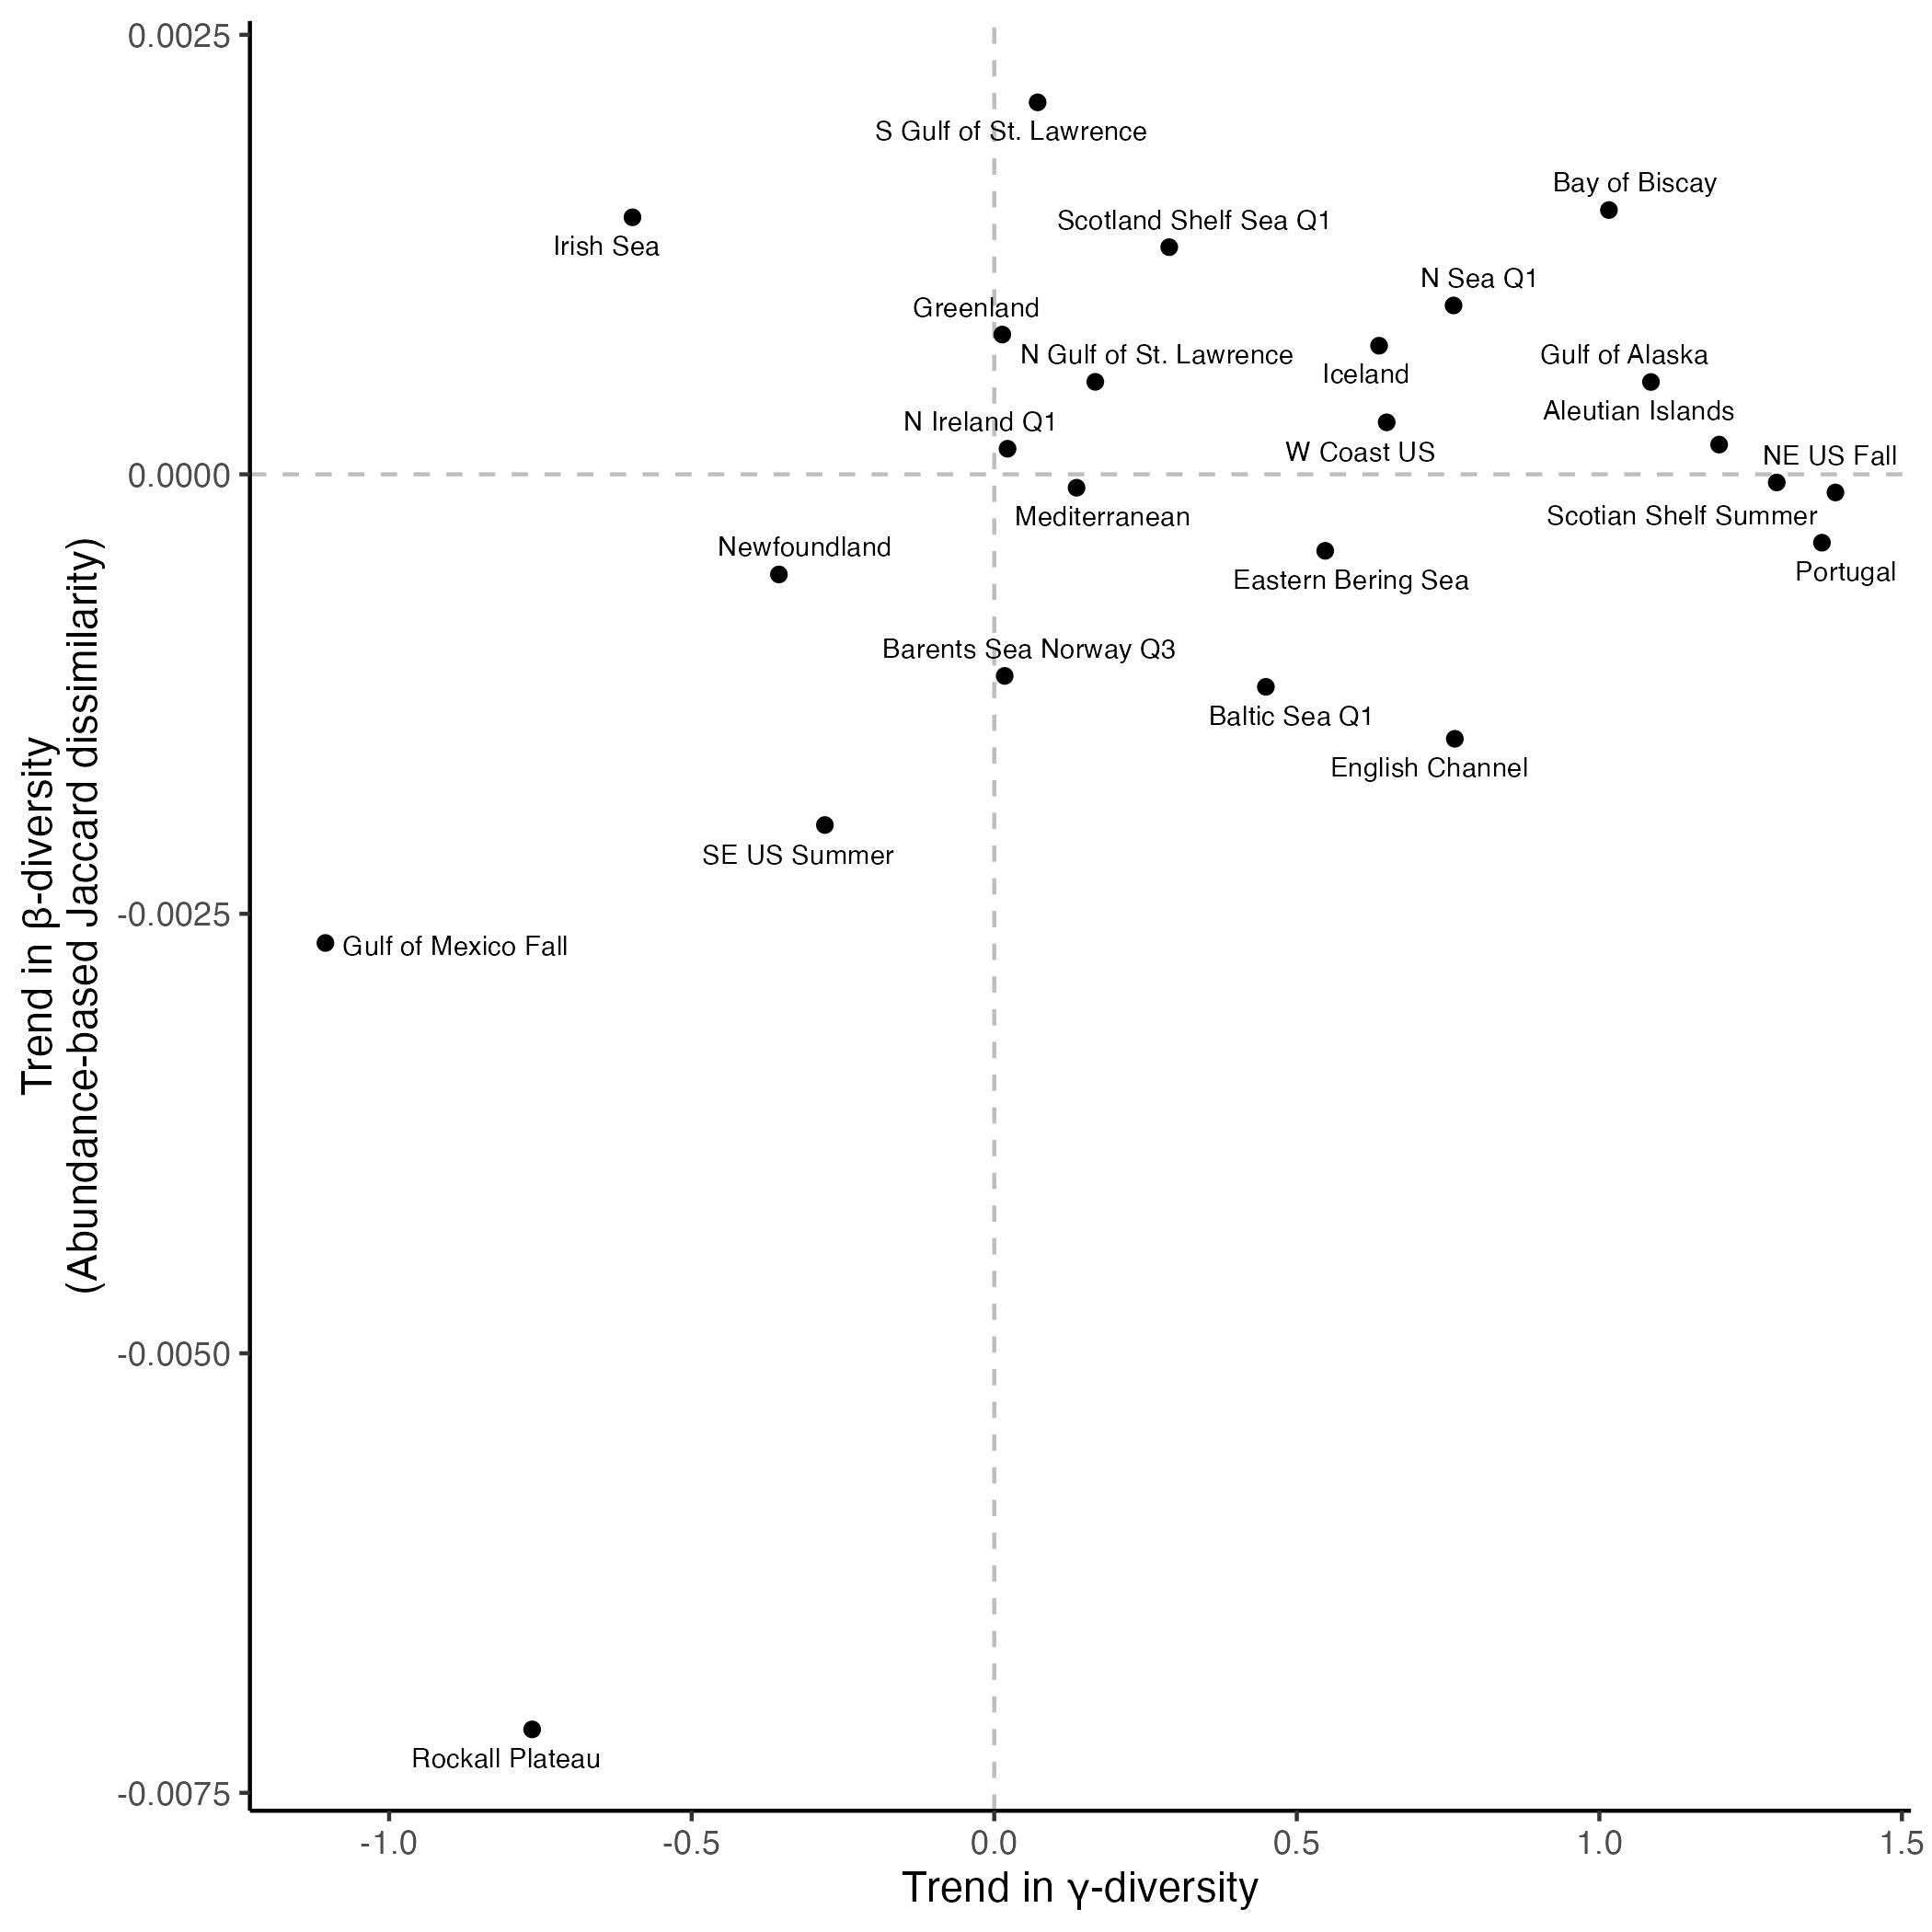 0.0025
S Gulf of St. Lawrence
Bay of Biscay
Scotland Shelf Sea Q1
Irish Sea
N Sea Q1
Greenland
N Gulf of St. Lawrence
Gulf of Alaska
Iceland
Aleutian Islands
N Ireland Q1
W Coast US
NE US Fall
0.0000
Mediterranean
Scotian Shelf Summer
Newfoundland
Portugal
Eastern Bering Sea
Barents Sea Norway Q3
Baltic Sea Q1
English Channel
SE US Summer
-0.0025
Gulf of Mexico Fall
Trend in β-diversity
(Abundance-based Jaccard dissimilarity)
-0.0050
Rockall Plateau
-0.0075
-1.0
-0.5
0.0
0.5
1.0
1.5
Trend in γ-diversity